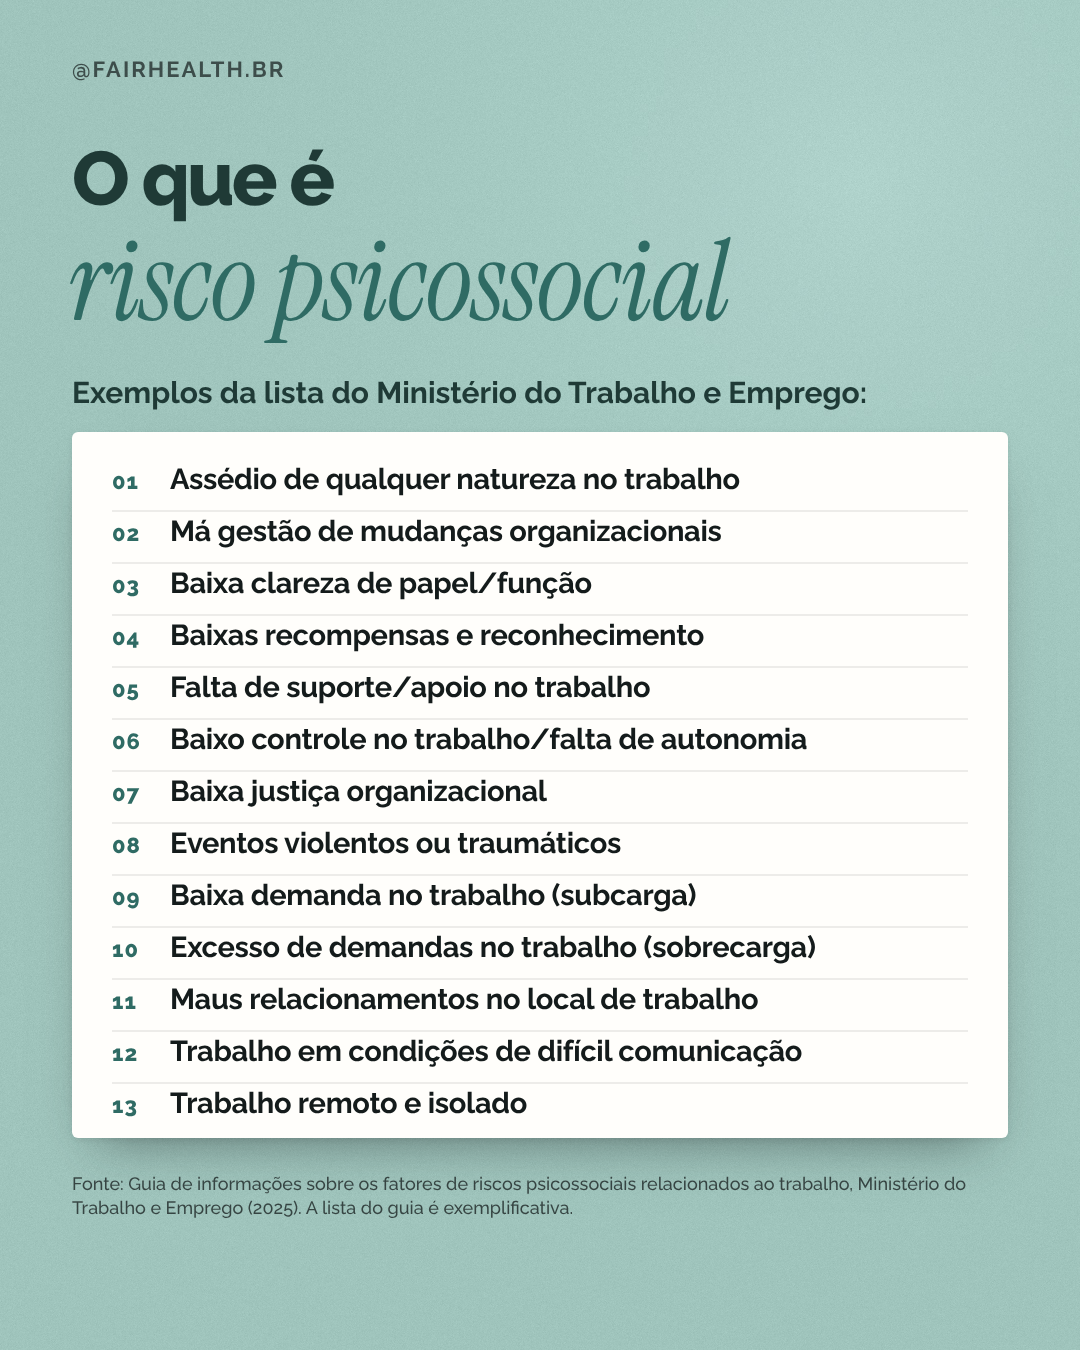 @FAIRHEALTH.BR
O que é
risco psicossocial
Exemplos da lista do Ministério do Trabalho e Emprego:
01 Assédio de qualquer natureza no trabalho
02 Má gestão de mudanças organizacionais
03 Baixa clareza de papel/função
04 Baixas recompensas e reconhecimento
05 Falta de suporte/apoio no trabalho
06 Baixo controle no trabalho/falta de autonomia
07 Baixa justiça organizacional
08 Eventos violentos ou traumáticos
09 Baixa demanda no trabalho (subcarga)
10 Excesso de demandas no trabalho (sobrecarga)
11 Maus relacionamentos no local de trabalho
12 Trabalho em condições de difícil comunicação
13 Trabalho remoto e isolado
Fonte: Guia de informações sobre os fatores de riscos psicossociais relacionados ao trabalho, Ministério do
Trabalho e Emprego (2025). A lista do guia é exemplificativa.